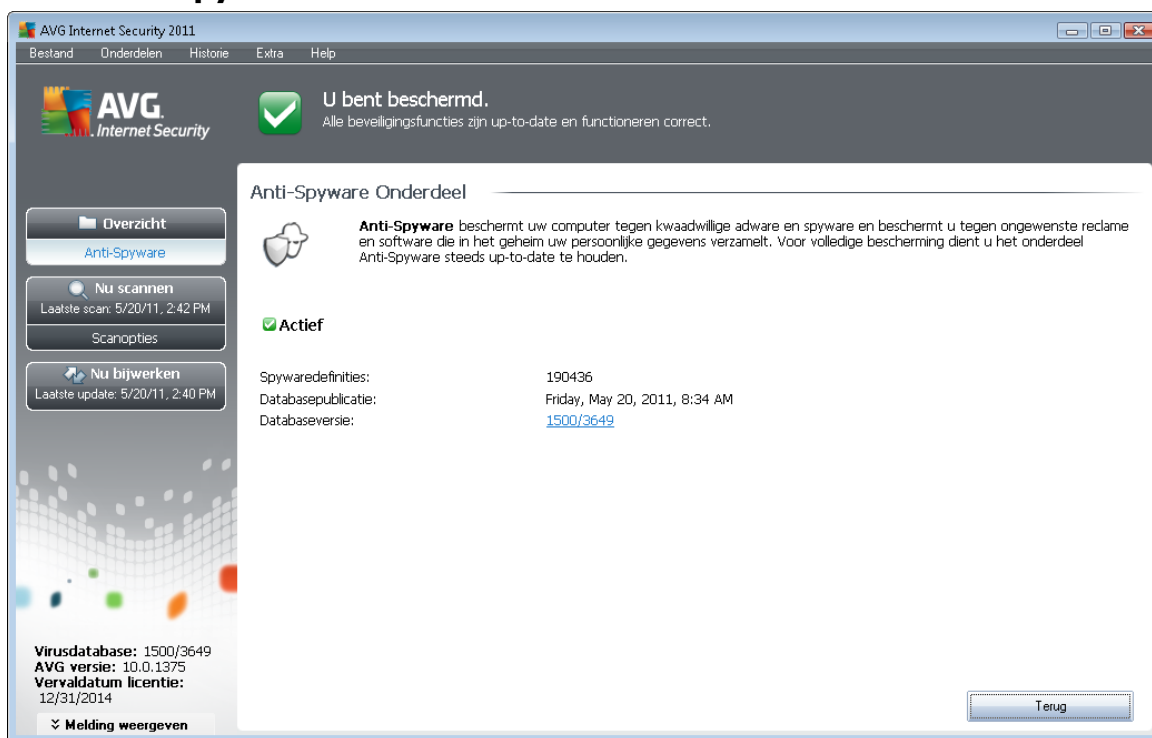 AVG Internet Security 2011
Bestand Onderdelen Historie Extra Help
AVG.
Internet Security
U bent beschermd.
Alle beveiligingsfuncties zijn up-to-date en functioneren correct.
Overzicht
Anti-Spyware
Nu scannen
Laatste scan: 5/20/11, 2:42 PM
Scanopties
Nu bijwerken
Laatste update: 5/20/11, 2:40 PM
Virusdatabase: 1500/3649
AVG versie: 10.0.1375
Vervaldatum licentie:
12/31/2014
Melding weergeven
Anti-Spyware Onderdeel
Anti-Spyware beschermt uw computer tegen kwaadwillige adware en spyware en beschermt u tegen ongewenste reclame
en software die in het geheim uw persoonlijke gegevens verzamelt. Voor volledige bescherming dient u het onderdeel
Anti-Spyware steeds up-to-date te houden.
Actief
Spywaredefinities: 190436
Databasepublicatie: Friday, May 20, 2011, 8:34 AM
Databaseversie: 1500/3649
Terug